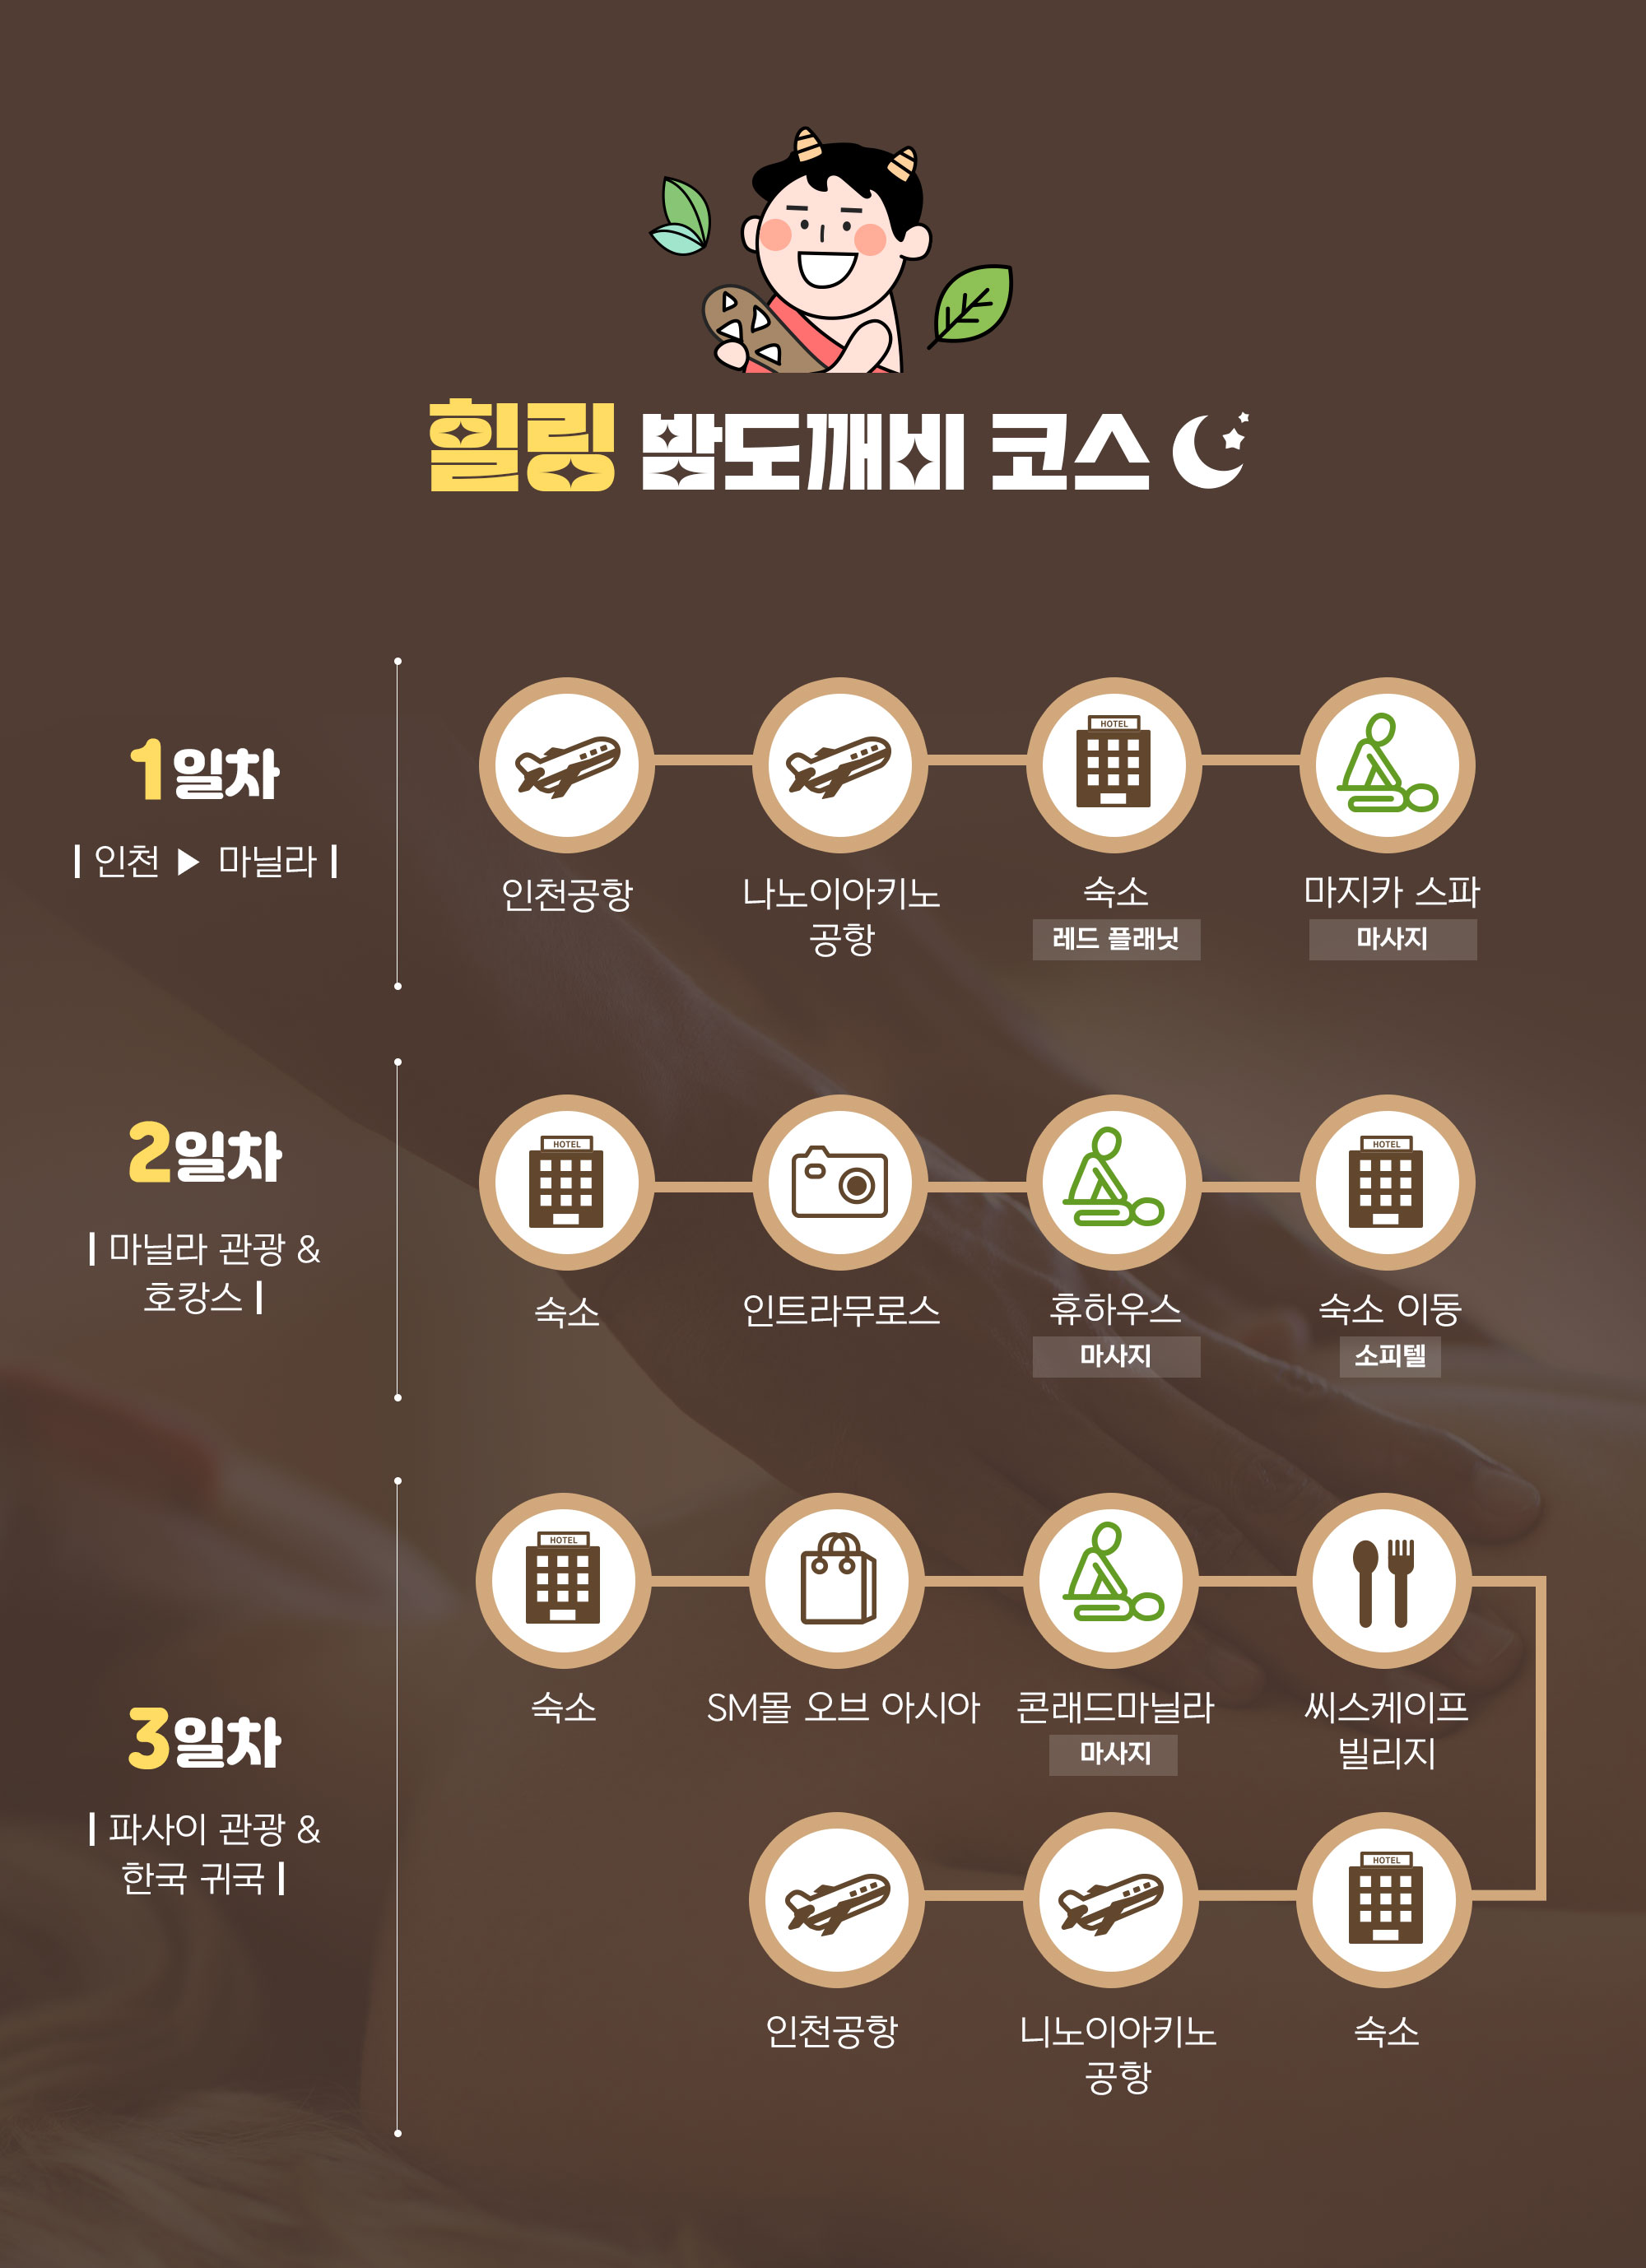 힐링 밤도깨비 코스
1일차
| 인천 ▶ 마닐라 |
HOTEL
인천공항
나노이아키노
공항
숙소
레드 플래닛
마지카 스파
마사지
2일차
| 마닐라 관광 &
호캉스 |
HOTEL
HOTEL
숙소
인트라무로스
휴하우스
마사지
숙소 이동
소피텔
3일차
| 파사이 관광 &
한국 귀국 |
HOTEL
숙소
SM몰 오브 아시아
콘래드마닐라
마사지
씨스케이프
빌리지
HOTEL
인천공항
니노이아키노
공항
숙소